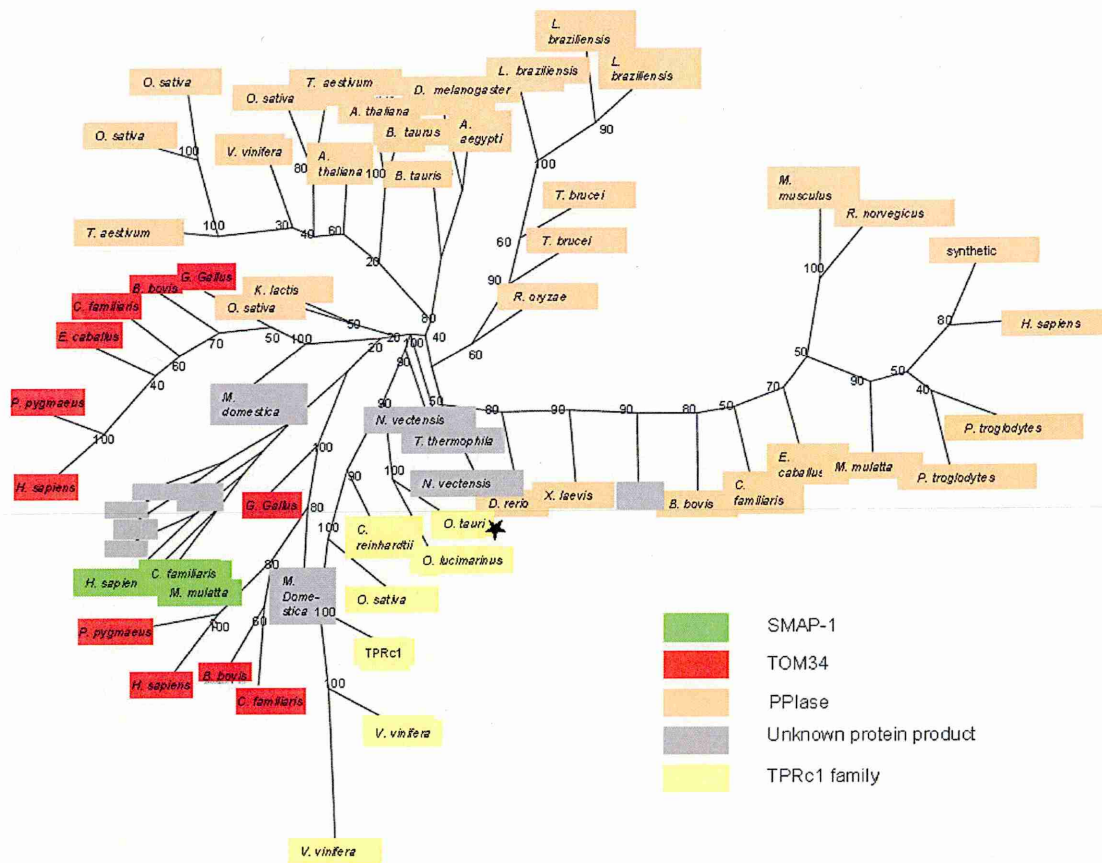 L.
braziliensis
L.
braziliensis
L. braziliensis
T. aestivum
D. melanogaster
O. sativa
O. sativa
A. thaliana
A.
aegypti
B. taurus
O. sativa
V. vinifera
A.
thaliana
B. tauris
100
80
100
90
100
M.
musculus
R. norvegicus
T. brucei
T. aestivum
100
30
40
60
60
T. brucei
synthetic
20
90
100
G. Gallus
B. bovis
K. lactis
R. oryzae
C. familiaris
O. sativa
80
80
H. sapiens
E. caballus
50
70
50
100
20
20
100
40
60
60
90
50
50
40
70
90
40
P. pygmaeus
M.
domestica
90
50
N. vectensis
80
90
90
80
50
P. troglodytes
100
T. thermophila
100
E.
caballus
M. mulatta
P. troglodytes
H. sapiens
G. Gallus
90
100
N. vectensis
D. rerio
X. laevis
B. bovis
C.
familiaris
80
100
C.
reinhardtii
O. tauri
O. lucimarinus
H. sapien
C. familiaris
M. mulatta
80
M.
Dome-
stica
100
O. sativa
P. pygmaeus
100
60
TPRc1
H. sapiens
B. bovis
C. familiaris
100
V. vinifera
V. vinifera
SMAP-1
TOM34
PPIase
Unknown protein product
TPRc1 family